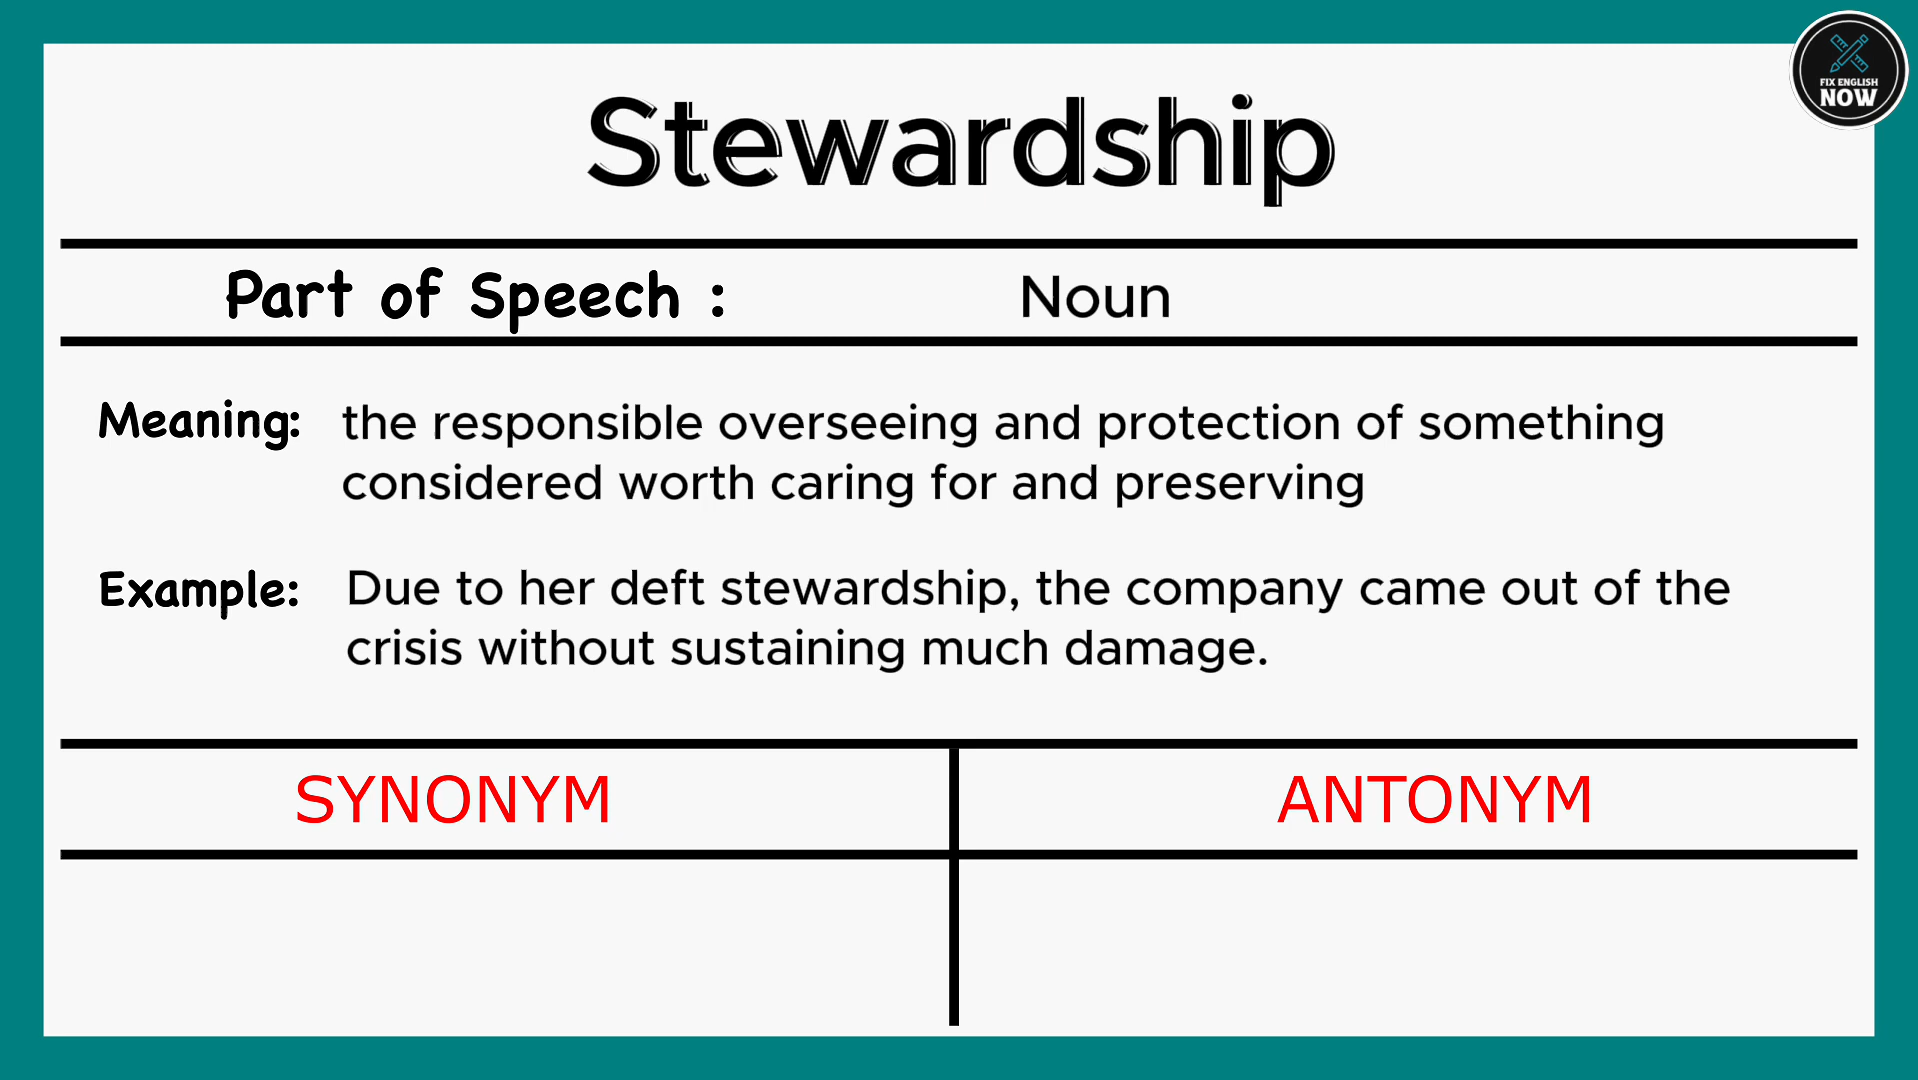 FIX ENGLISH
NOW
Stewardship
Part of Speech : Noun
Meaning: the responsible overseeing and protection of something
considered worth caring for and preserving
Example: Due to her deft stewardship, the company came out of the
crisis without sustaining much damage.
SYNONYM ANTONYM